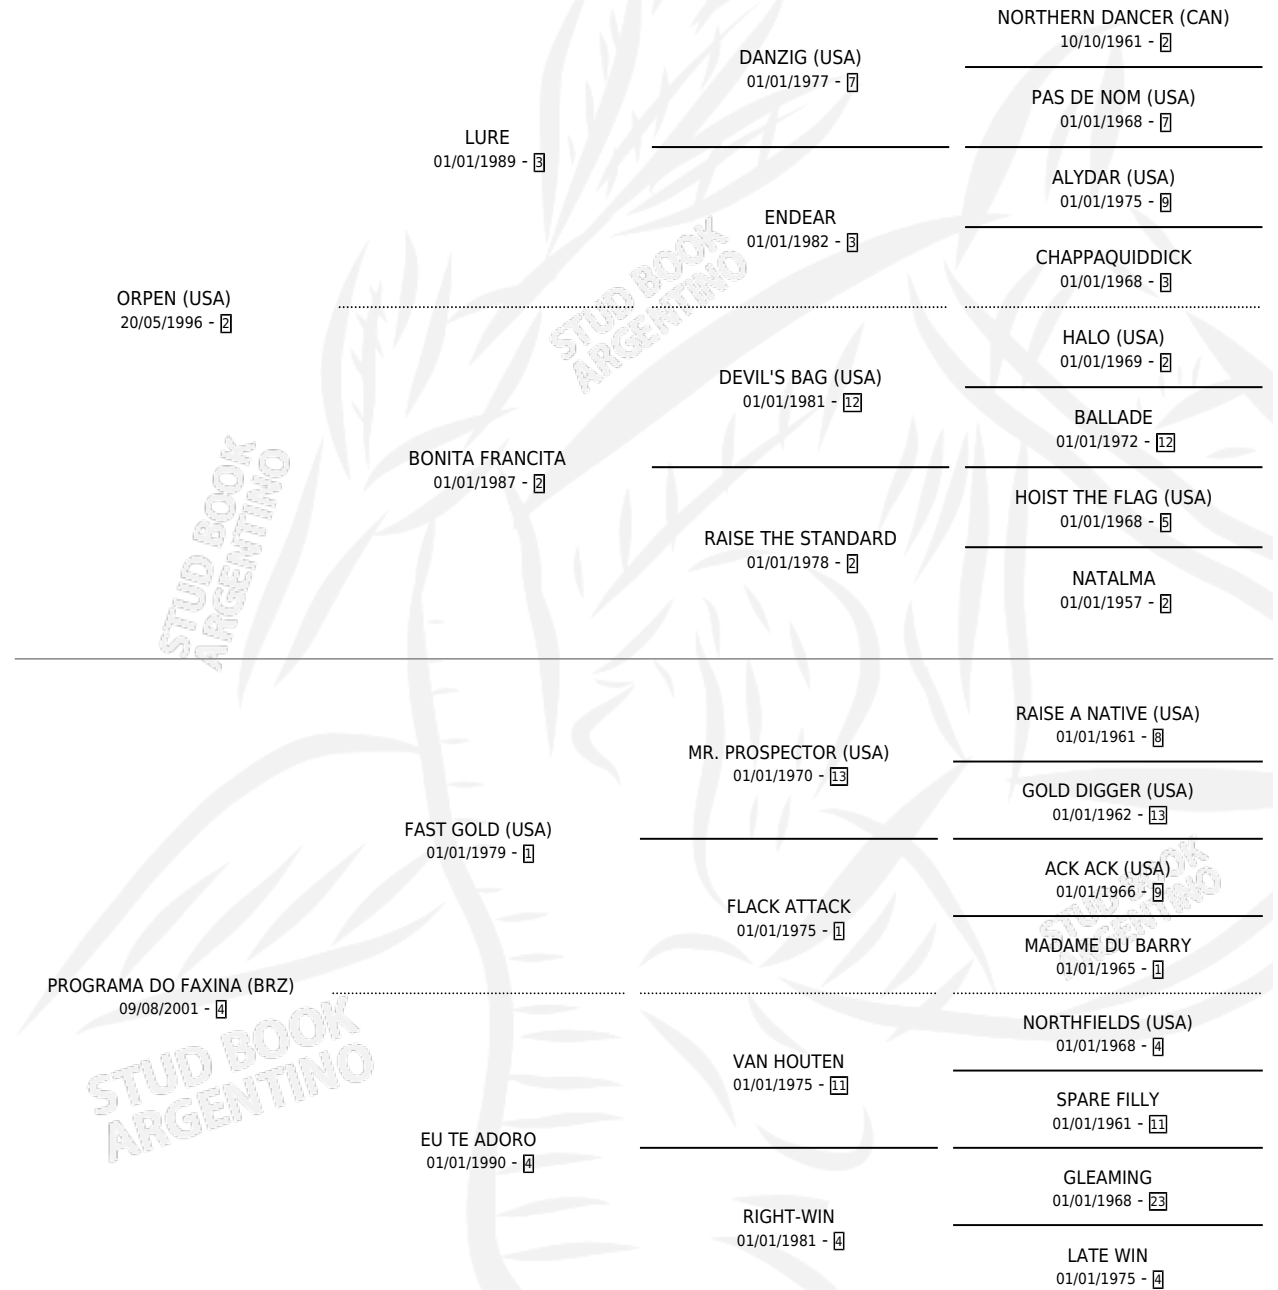 NORTHERN DANCER (CAN)
10/10/1961 - 2
DANZIG (USA)
01/01/1977 - 7
PAS DE NOM (USA)
01/01/1968 - 7
LURE
01/01/1989 - 3
ALYDAR (USA)
01/01/1975 - 9
ENDEAR
01/01/1982 - 3
CHAPPAQUIDDICK
01/01/1968 - 3
ORPEN (USA)
20/05/1996 - 2
HALO (USA)
01/01/1969 - 2
DEVIL'S BAG (USA)
01/01/1981 - 12
BALLADE
01/01/1972 - 12
BONITA FRANCITA
01/01/1987 - 2
HOIST THE FLAG (USA)
01/01/1968 - 5
RAISE THE STANDARD
01/01/1978 - 2
NATALMA
01/01/1957 - 2
RAISE A NATIVE (USA)
01/01/1961 - 8
MR. PROSPECTOR (USA)
01/01/1970 - 13
GOLD DIGGER (USA)
01/01/1962 - 13
FAST GOLD (USA)
01/01/1979 - 1
ACK ACK (USA)
01/01/1966 - 9
FLACK ATTACK
01/01/1975 - 1
MADAME DU BARRY
01/01/1965 - 1
PROGRAMA DO FAXINA (BRZ)
09/08/2001 - 4
NORTHFIELDS (USA)
01/01/1968 - 4
VAN HOUTEN
01/01/1975 - 11
SPARE FILLY
01/01/1961 - 11
EU TE ADORO
01/01/1990 - 4
GLEAMING
01/01/1968 - 23
RIGHT-WIN
01/01/1981 - 4
LATE WIN
01/01/1975 - 4
STUD BOOK
ARGENTINO
STUD BOOK
ARGENTINO
STUD BOOK
ARGENTINO
STUD BOOK
ARGENTINO